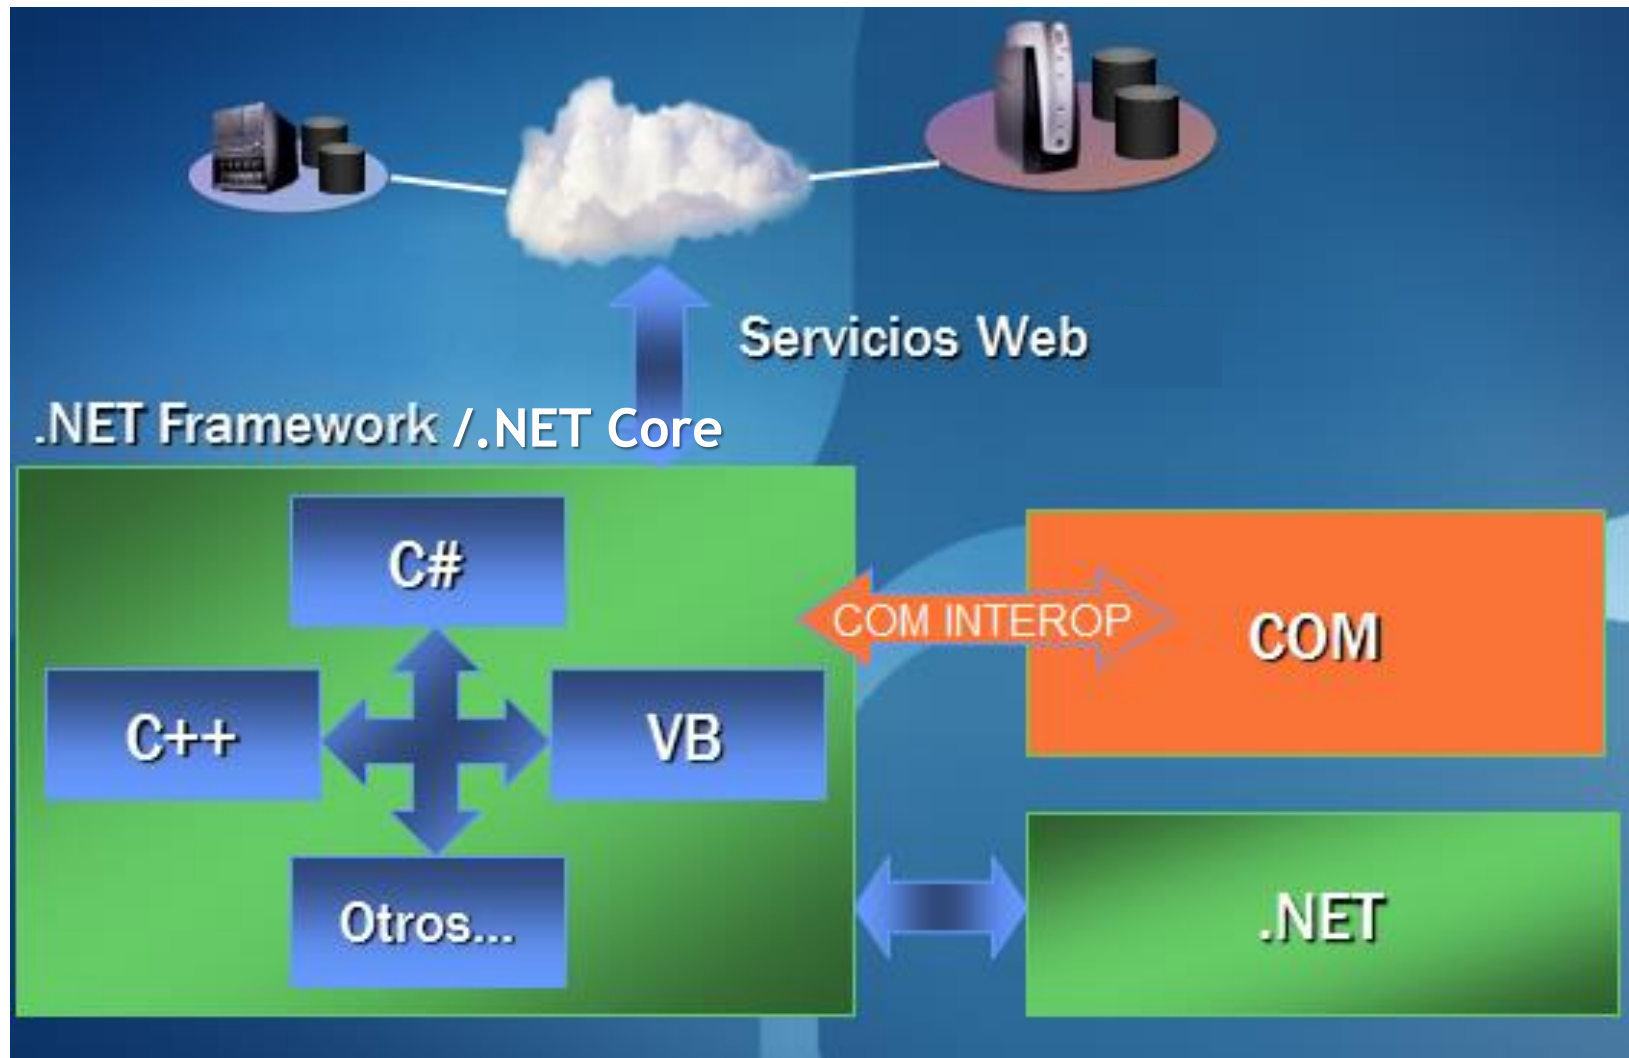 Servicios Web
.NET Framework /.NET Core
C#
COM INTEROP
COM
C++
VB
Otros...
.NET